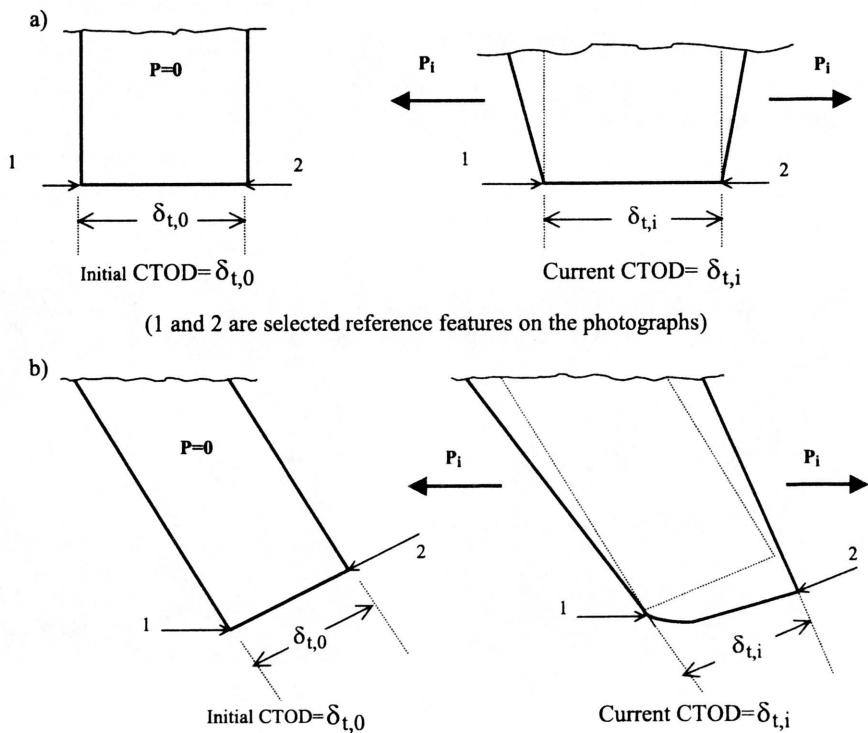 a)
P=0
P_i
P_i
1
2
1
2
δ_t,0
δ_t,i
Initial CTOD=δ_t,0
Current CTOD= δ_t,i
(1 and 2 are selected reference features on the photographs)
b)
P=0
P_i
P_i
2
2
1
1
δ_t,0
δ_t,i
Initial CTOD=δ_t,0
Current CTOD=δ_t,i